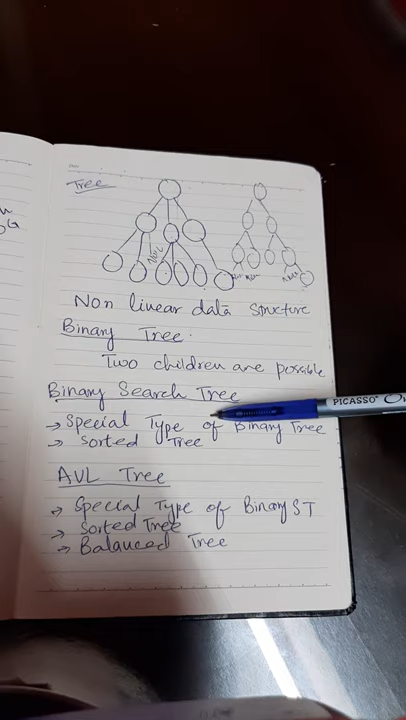 Tree
Non linear data structure
Binary Tree.
Two children are possible
Binary Search Tree
→ Special Type of Binary Tree
→ Sorted Tree
AVL Tree
→ Special Type of Binary ST
→ Sorted Tree
→ Balanced Tree
PICASSO